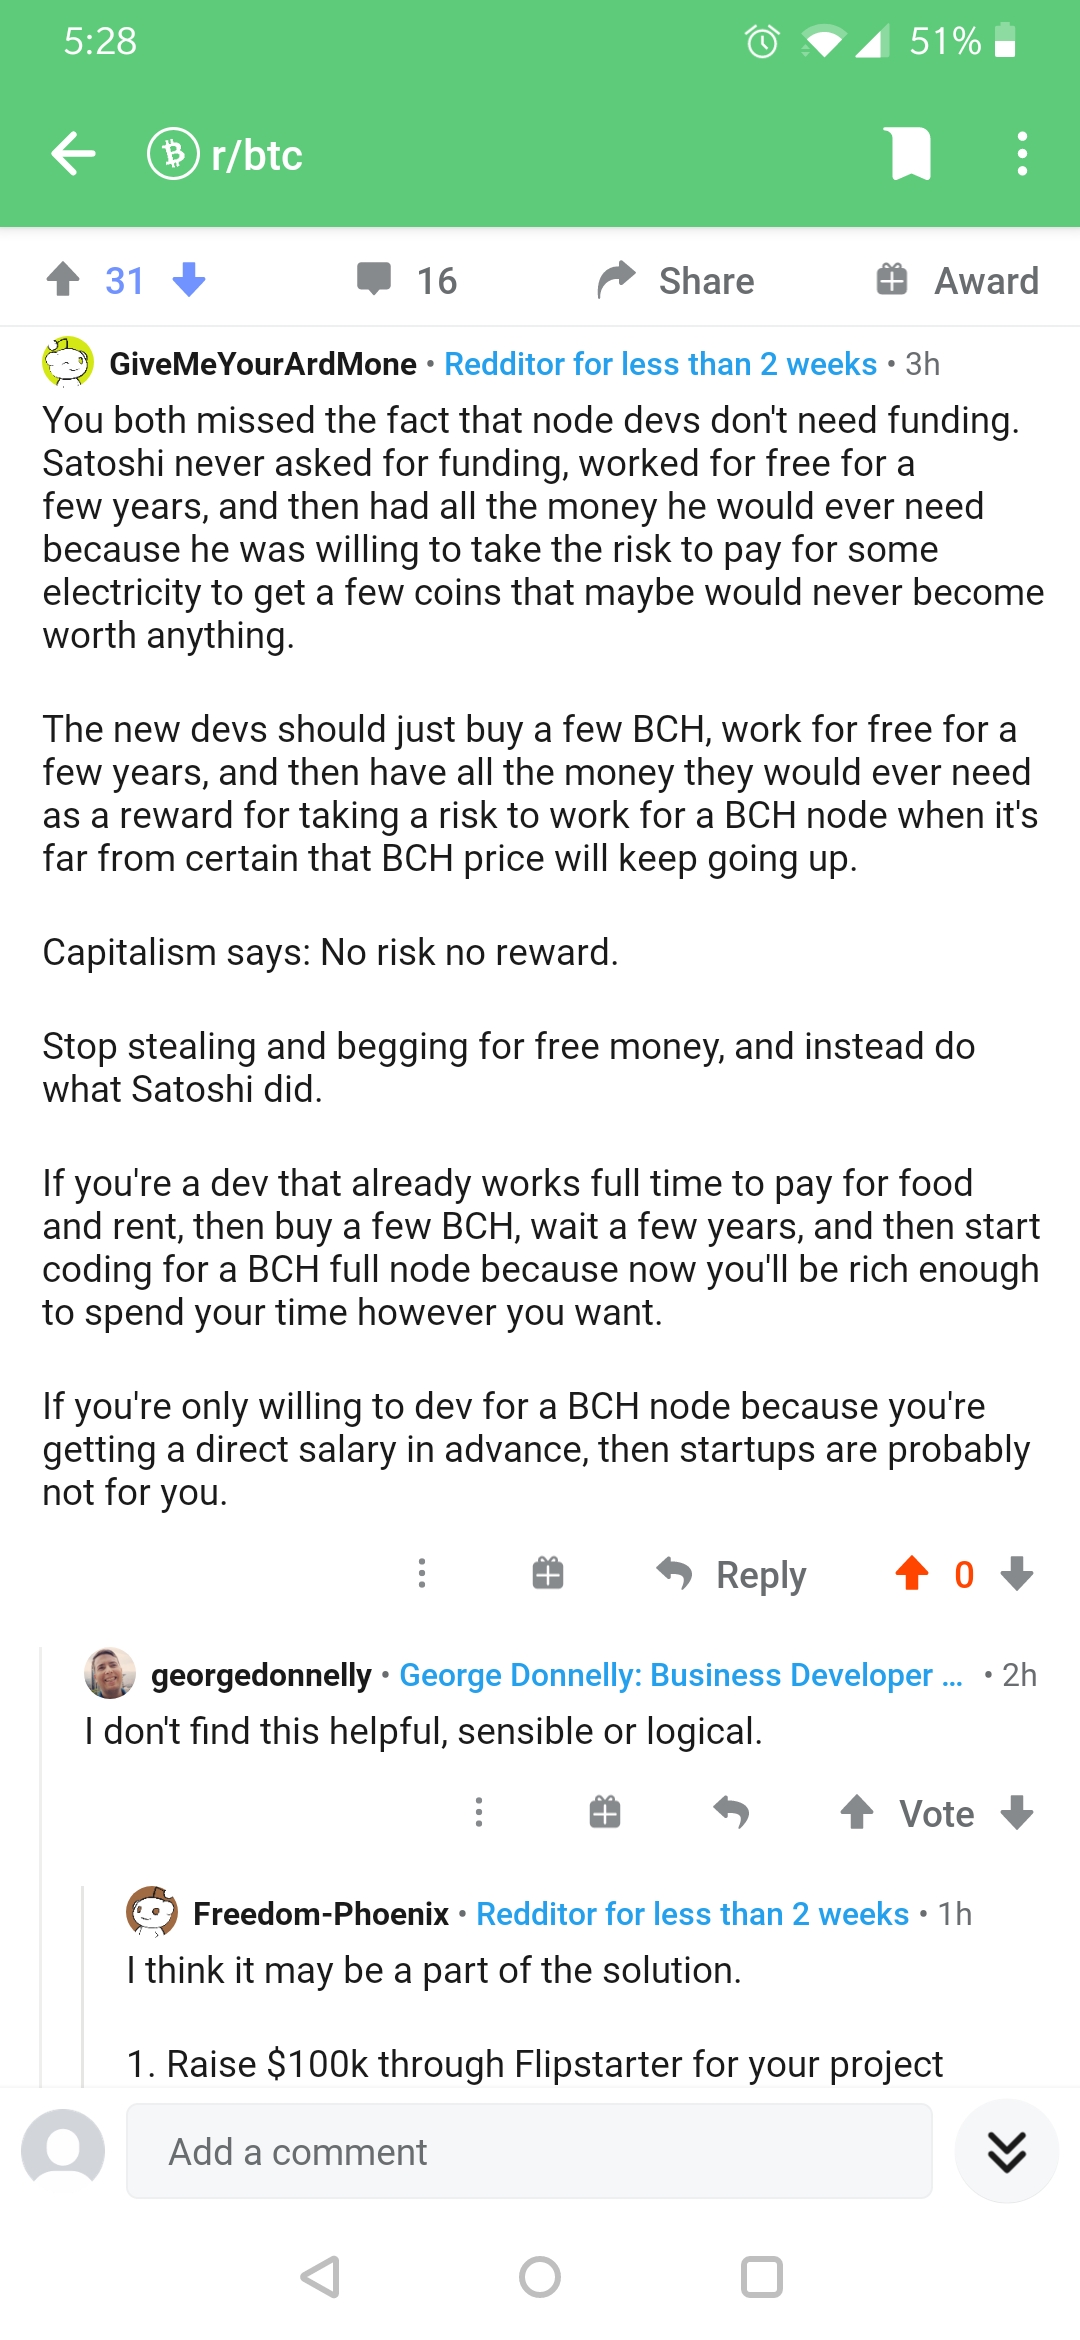 5:28
51%
r/btc
31
16
Share
Award
GiveMeYourArdMone • Redditor for less than 2 weeks • 3h
You both missed the fact that node devs don't need funding.
Satoshi never asked for funding, worked for free for a
few years, and then had all the money he would ever need
because he was willing to take the risk to pay for some
electricity to get a few coins that maybe would never become
worth anything.
The new devs should just buy a few BCH, work for free for a
few years, and then have all the money they would ever need
as a reward for taking a risk to work for a BCH node when it's
far from certain that BCH price will keep going up.
Capitalism says: No risk no reward.
Stop stealing and begging for free money, and instead do
what Satoshi did.
If you're a dev that already works full time to pay for food
and rent, then buy a few BCH, wait a few years, and then start
coding for a BCH full node because now you'll be rich enough
to spend your time however you want.
If you're only willing to dev for a BCH node because you're
getting a direct salary in advance, then startups are probably
not for you.
Reply
0
georgedonnelly • George Donnelly: Business Developer ... • 2h
I don't find this helpful, sensible or logical.
Vote
Freedom-Phoenix • Redditor for less than 2 weeks • 1h
I think it may be a part of the solution.
1. Raise $100k through Flipstarter for your project
Add a comment